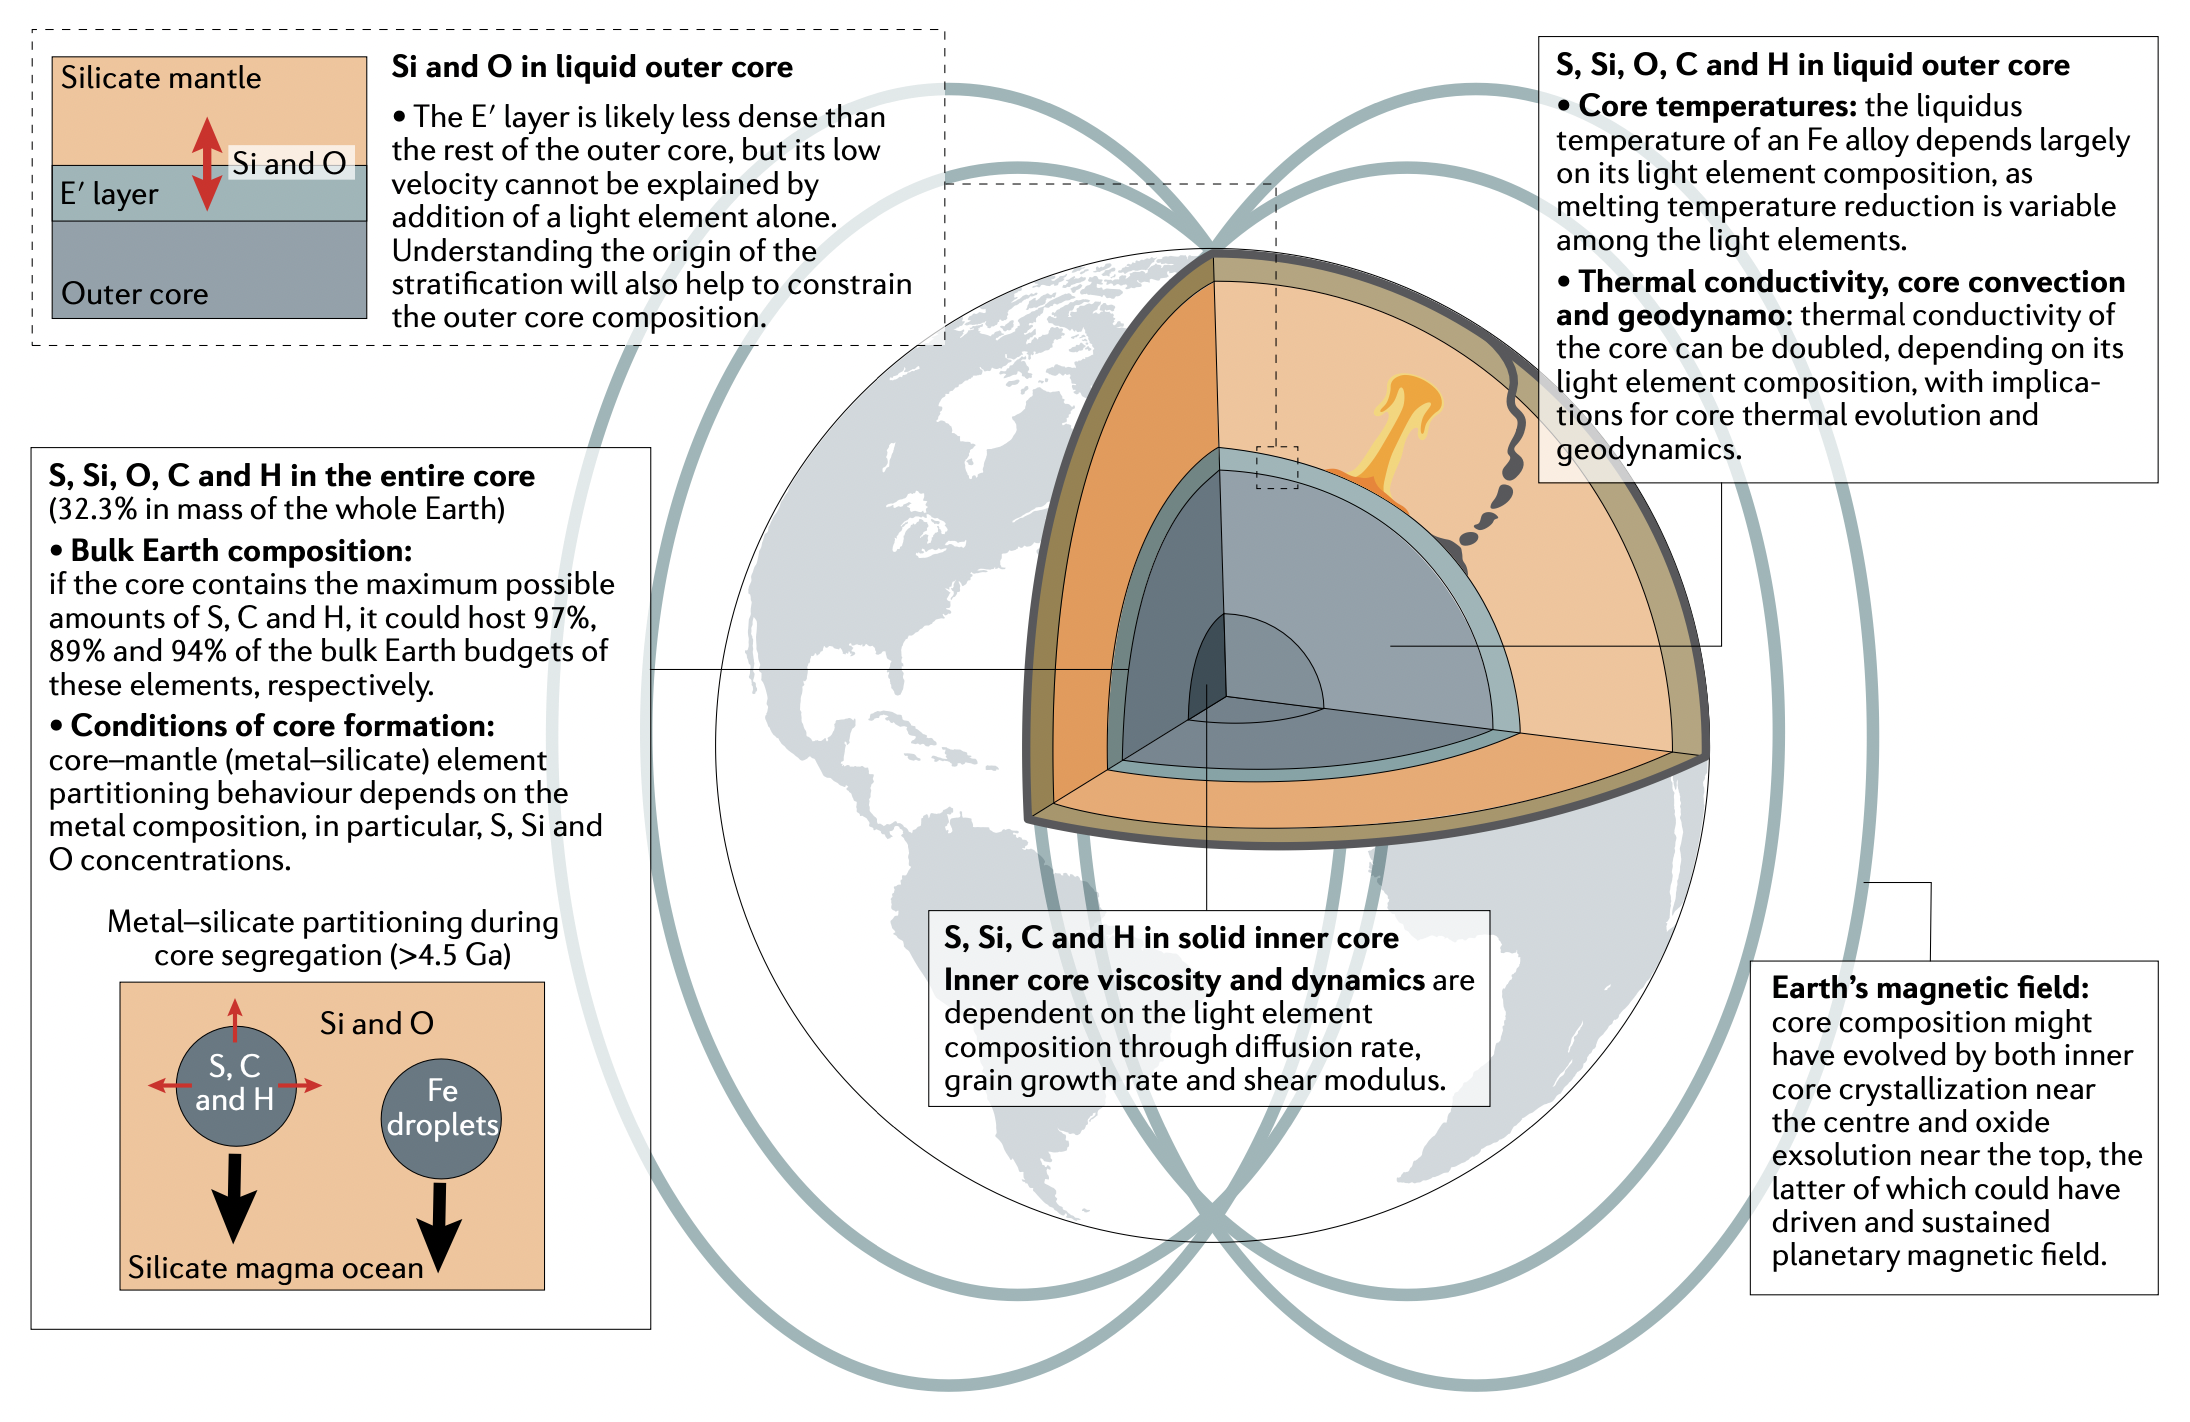 Silicate mantle
Si and O
E′ layer
Outer core
Si and O in liquid outer core
• The E′ layer is likely less dense than
the rest of the outer core, but its low
velocity cannot be explained by
addition of a light element alone.
Understanding the origin of the
stratification will also help to constrain
the outer core composition.
S, Si, O, C and H in liquid outer core
• Core temperatures: the liquidus
temperature of an Fe alloy depends largely
on its light element composition, as
melting temperature reduction is variable
among the light elements.
• Thermal conductivity, core convection
and geodynamo: thermal conductivity of
the core can be doubled, depending on its
light element composition, with implica-
tions for core thermal evolution and
geodynamics.
S, Si, O, C and H in the entire core
(32.3% in mass of the whole Earth)
• Bulk Earth composition:
if the core contains the maximum possible
amounts of S, C and H, it could host 97%,
89% and 94% of the bulk Earth budgets of
these elements, respectively.
• Conditions of core formation:
core–mantle (metal–silicate) element
partitioning behaviour depends on the
metal composition, in particular, S, Si and
O concentrations.
Metal–silicate partitioning during
core segregation (>4.5 Ga)
Si and O
S, C
and H
Fe
droplets
Silicate magma ocean
S, Si, C and H in solid inner core
Inner core viscosity and dynamics are
dependent on the light element
composition through diffusion rate,
grain growth rate and shear modulus.
Earth’s magnetic field:
core composition might
have evolved by both inner
core crystallization near
the centre and oxide
exsolution near the top, the
latter of which could have
driven and sustained
planetary magnetic field.